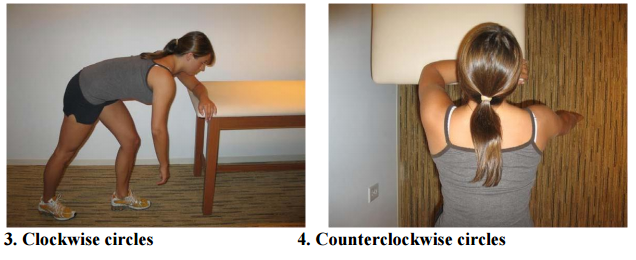 3. Clockwise circles
4. Counterclockwise circles